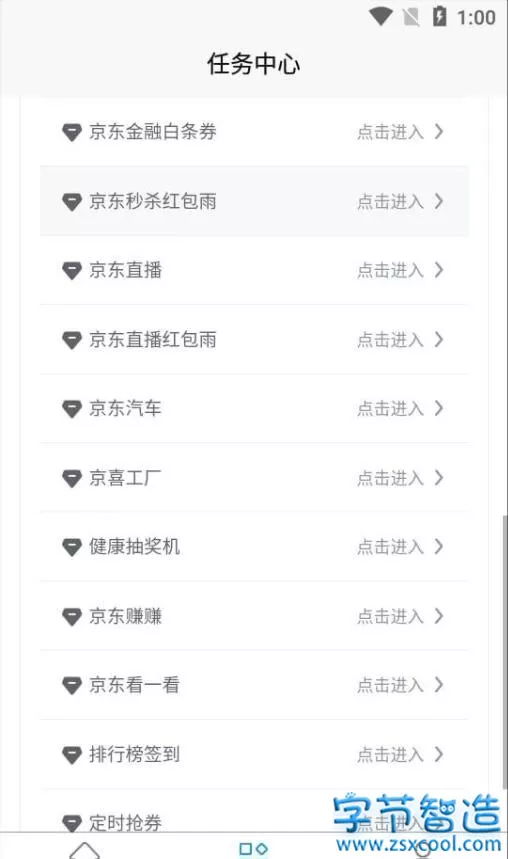 1:00
任务中心
京东金融白条券 点击进入
京东秒杀红包雨 点击进入
京东直播 点击进入
京东直播红包雨 点击进入
京东汽车 点击进入
京喜工厂 点击进入
健康抽奖机 点击进入
京东赚赚 点击进入
京东看一看 点击进入
排行榜签到 点击进入
定时抢券 点击进入
字节智造
www.zsxcool.com